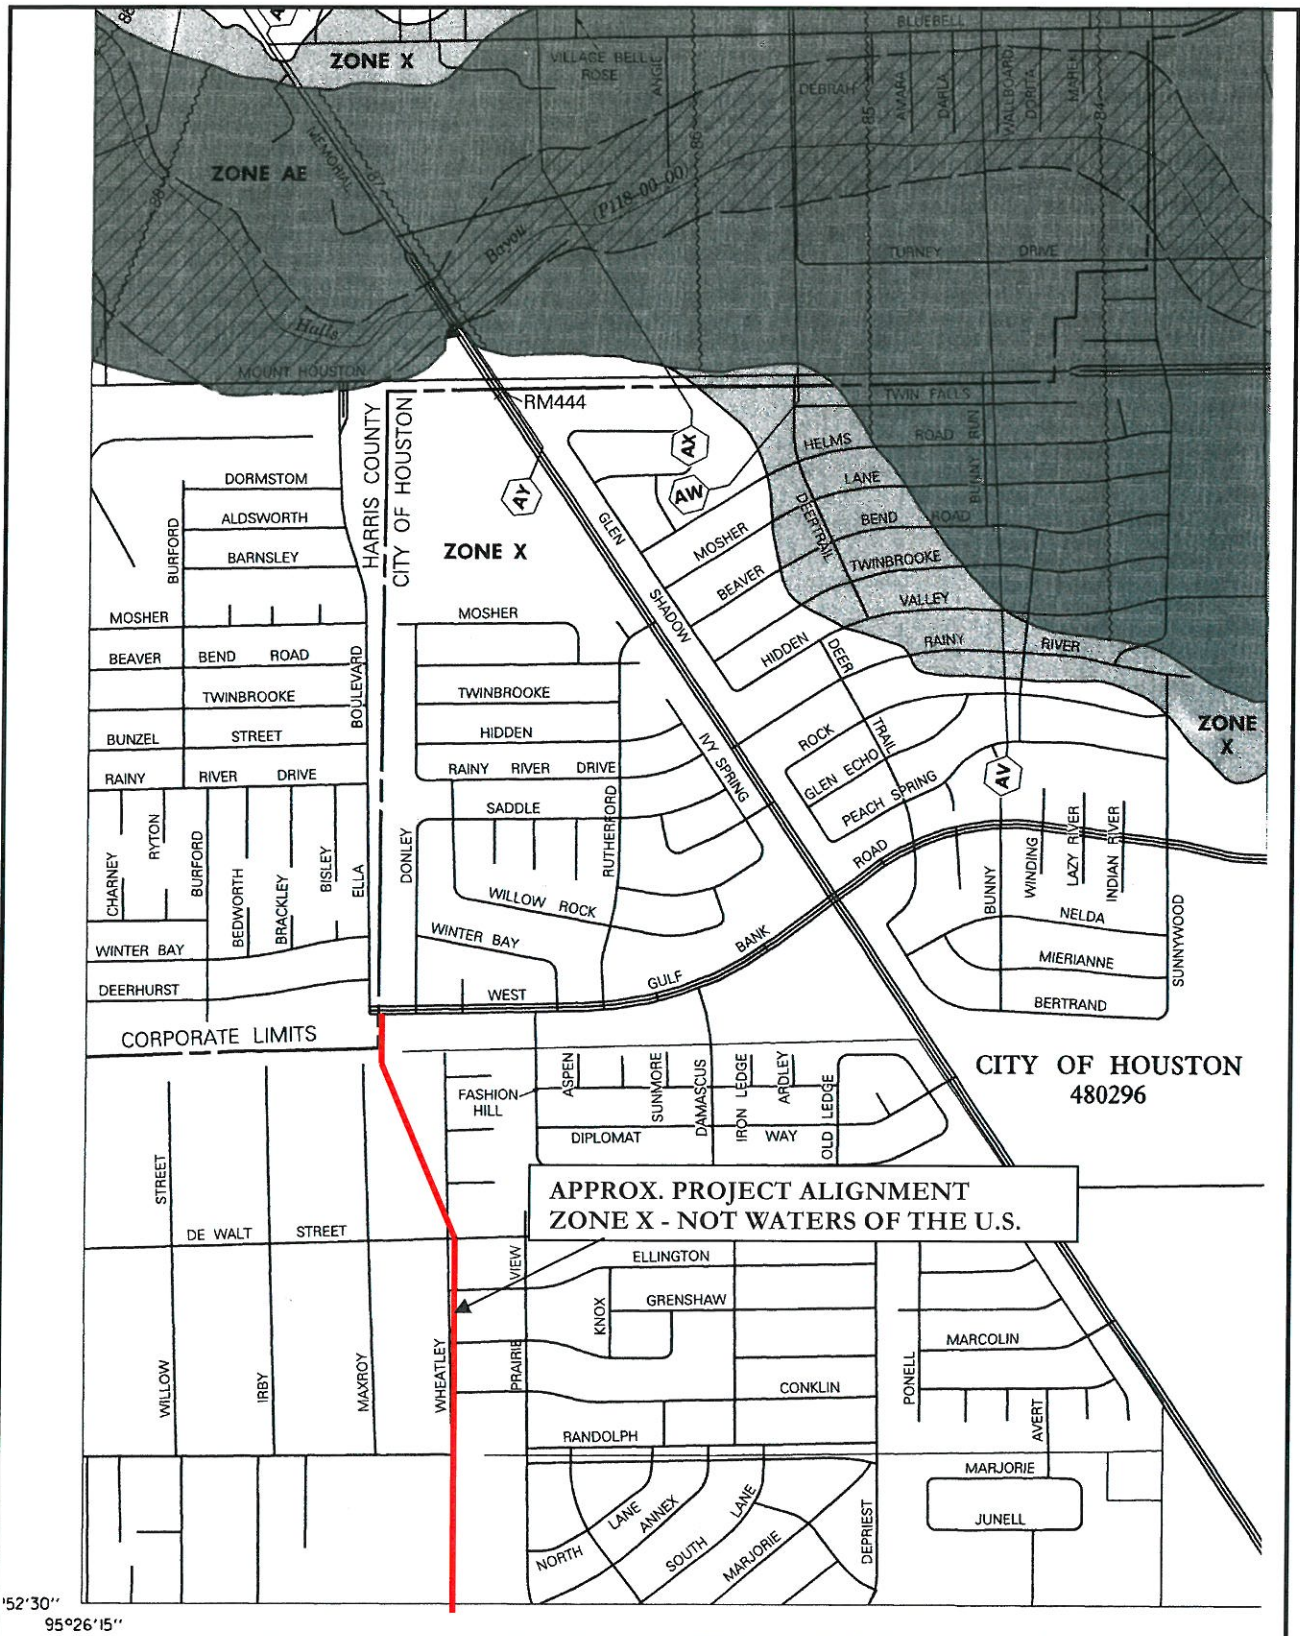 88
A
BLUEBELL
ZONE X
VILLAGE BELLE
ROSE
ANGIE
DEBRAH
85
AMARA
DARLA
WALBOARD
DORITA
MAREK
84
86
MEMORIAL
87
ZONE AE
88
(P118-00-00)
Bayou
TURNEY DRIVE
Halls
MOUNT HOUSTON
RM444
TWIN FALLS
HARRIS COUNTY
CITY OF HOUSTON
AX
HELMS ROAD
BUNNY RUN
DORMSTOM
AY
AW
LANE
GLEN
DEERTRAIL
BEND ROAD
ALDSWORTH
BURFORD
BARNSLEY
ZONE X
MOSHER
TWINBROOKE
BEAVER
VALLEY
MOSHER
MOSHER
SHADOW
HIDDEN
DEER
RAINY RIVER
BEAVER BEND ROAD
BOULEVARD
TWINBROOKE
TWINBROOKE
BUNZEL STREET
HIDDEN
IVY SPRING
ROCK
TRAIL
ZONE
X
RAINY RIVER DRIVE
RAINY RIVER DRIVE
GLEN ECHO
PEACH SPRING
AV
SADDLE
RUTHERFORD
CHARNEY
RYTON
BURFORD
BEDWORTH
BRACKLEY
BISLEY
ELLA
DONLEY
ROAD
BUNNY
WINDING
LAZY RIVER
INDIAN RIVER
WILLOW ROCK
NELDA
SUNNYWOOD
WINTER BAY
WINTER BAY
BANK
MIERIANNE
DEERHURST
WEST
GULF
BERTRAND
CORPORATE LIMITS
CITY OF HOUSTON
480296
FASHION
HILL
ASPEN
SUNMORE
DAMASCUS
IRON LEDGE
ARDLEY
OLD LEDGE
DIPLOMAT WAY
STREET
APPROX. PROJECT ALIGNMENT
ZONE X - NOT WATERS OF THE U.S.
DE WALT STREET
VIEW
ELLINGTON
KNOX
GRENSHAW
MARCOLIN
WILLOW
IRBY
MAXROY
WHEATLEY
PRAIRIE
PONELL
CONKLIN
RANDOLPH
AVERT
MARJORIE
LANE
ANNEX
LANE
JUNELL
NORTH
SOUTH
MARJORIE
DEPRIEST
'52'30"
95°26'15"